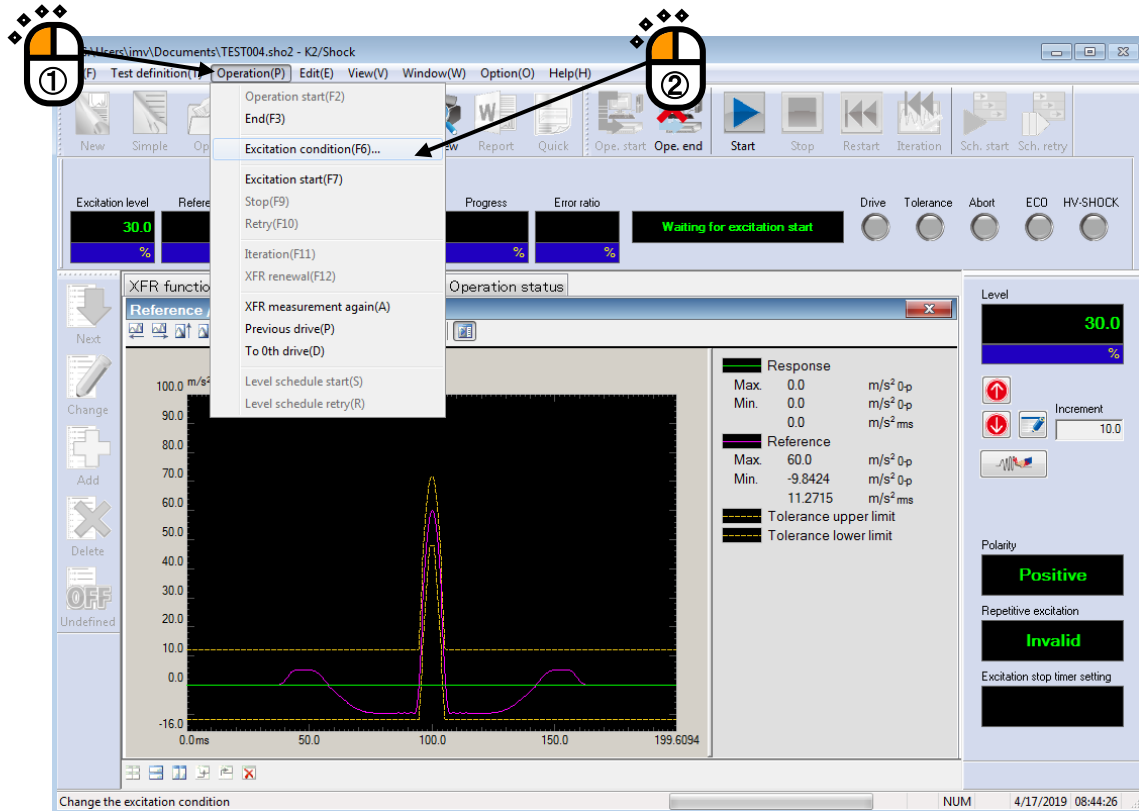 ①
②
\Users\imv\Documents\TEST004.sho2 - K2/Shock
(F) Test definition(T) Operation(P) Edit(E) View(V) Window(W) Option(O) Help(H)
Operation start(F2)
End(F3)
Excitation condition(F6)...
Excitation start(F7)
Stop(F9)
Retry(F10)
Iteration(F11)
XFR renewal(F12)
XFR measurement again(A)
Previous drive(P)
To 0th drive(D)
Level schedule start(S)
Level schedule retry(R)
New Simple Op Report Quick Ope. start Ope. end Start Stop Restart Iteration Sch. start Sch. retry
Excitation level Refere Progress Error ratio Drive Tolerance Abort ECO HV-SHOCK
30.0 Waiting for excitation start
% % %
XFR functio Operation status
Reference
Next
Change
Add
Delete
OFF
Undefined
100.0 m/s²
90.0
80.0
70.0
60.0
50.0
40.0
30.0
20.0
10.0
0.0
-16.0
0.0ms 50.0 100.0 150.0 199.6094
Response
Max. 0.0 m/s² 0-p
Min. 0.0 m/s² 0-p
0.0 m/s² rms
Reference
Max. 60.0 m/s² 0-p
Min. -9.8424 m/s² 0-p
11.2715 m/s² rms
Tolerance upper limit
Tolerance lower limit
Level
30.0
%
Increment
10.0
Polarity
Positive
Repetitive excitation
Invalid
Excitation stop timer setting
Change the excitation condition NUM 4/17/2019 08:44:26